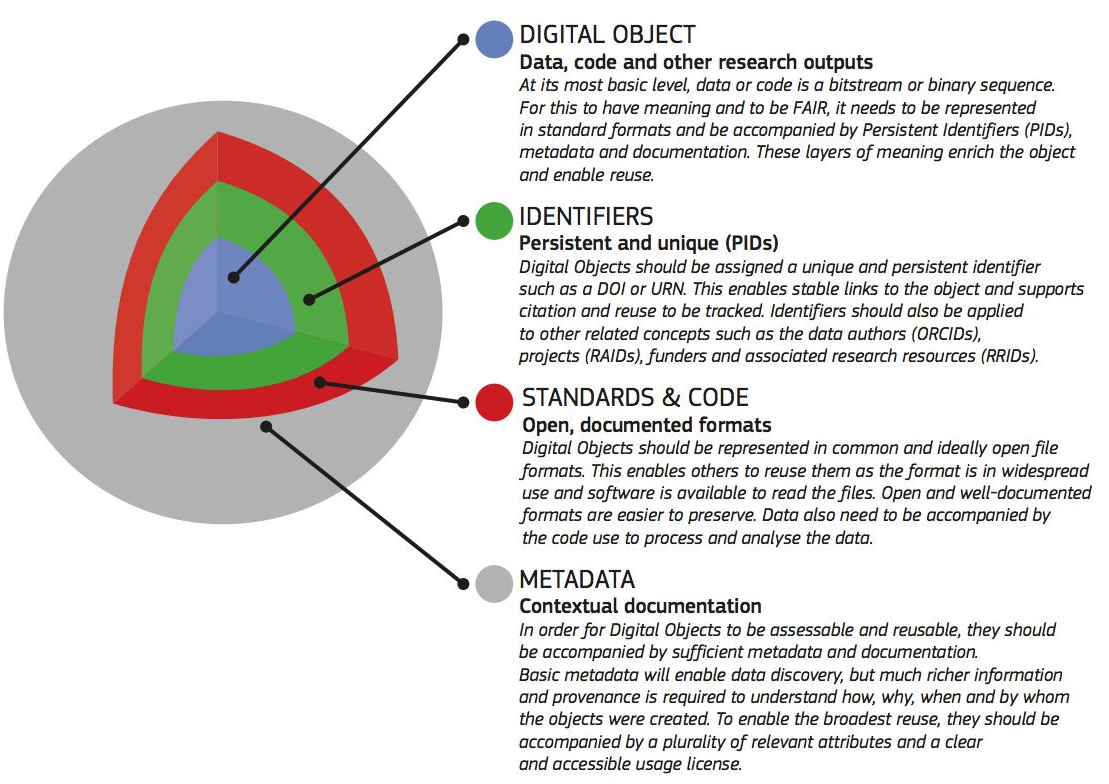 DIGITAL OBJECT
Data, code and other research outputs
At its most basic level, data or code is a bitstream or binary sequence.
For this to have meaning and to be FAIR, it needs to be represented
in standard formats and be accompanied by Persistent Identifiers (PIDs),
metadata and documentation. These layers of meaning enrich the object
and enable reuse.
IDENTIFIERS
Persistent and unique (PIDs)
Digital Objects should be assigned a unique and persistent identifier
such as a DOI or URN. This enables stable links to the object and supports
citation and reuse to be tracked. Identifiers should also be applied
to other related concepts such as the data authors (ORCIDs),
projects (RAIDs), funders and associated research resources (RRIDs).
STANDARDS & CODE
Open, documented formats
Digital Objects should be represented in common and ideally open file
formats. This enables others to reuse them as the format is in widespread
use and software is available to read the files. Open and well-documented
formats are easier to preserve. Data also need to be accompanied by
the code use to process and analyse the data.
METADATA
Contextual documentation
In order for Digital Objects to be assessable and reusable, they should
be accompanied by sufficient metadata and documentation.
Basic metadata will enable data discovery, but much richer information
and provenance is required to understand how, why, when and by whom
the objects were created. To enable the broadest reuse, they should be
accompanied by a plurality of relevant attributes and a clear
and accessible usage license.